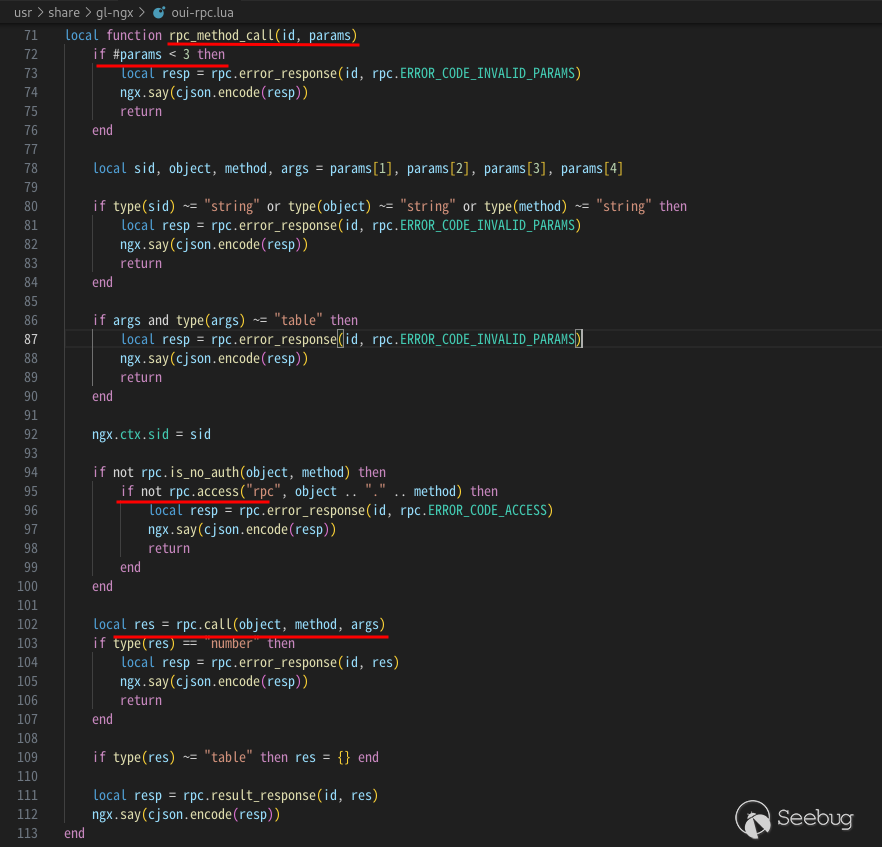 usr > share > gl-ngx > oui-rpc.lua
71 local function rpc_method_call(id, params)
72     if #params < 3 then
73         local resp = rpc.error_response(id, rpc.ERROR_CODE_INVALID_PARAMS)
74         ngx.say(cjson.encode(resp))
75         return
76     end
77
78     local sid, object, method, args = params[1], params[2], params[3], params[4]
79
80     if type(sid) ~= "string" or type(object) ~= "string" or type(method) ~= "string" then
81         local resp = rpc.error_response(id, rpc.ERROR_CODE_INVALID_PARAMS)
82         ngx.say(cjson.encode(resp))
83         return
84     end
85
86     if args and type(args) ~= "table" then
87         local resp = rpc.error_response(id, rpc.ERROR_CODE_INVALID_PARAMS)
88         ngx.say(cjson.encode(resp))
89         return
90     end
91
92     ngx.ctx.sid = sid
93
94     if not rpc.is_no_auth(object, method) then
95         if not rpc.access("rpc", object .. "." .. method) then
96             local resp = rpc.error_response(id, rpc.ERROR_CODE_ACCESS)
97             ngx.say(cjson.encode(resp))
98             return
99         end
100     end
101
102     local res = rpc.call(object, method, args)
103     if type(res) == "number" then
104         local resp = rpc.error_response(id, res)
105         ngx.say(cjson.encode(resp))
106         return
107     end
108
109     if type(res) ~= "table" then res = {} end
110
111     local resp = rpc.result_response(id, res)
112     ngx.say(cjson.encode(resp))
113 end
Seebug